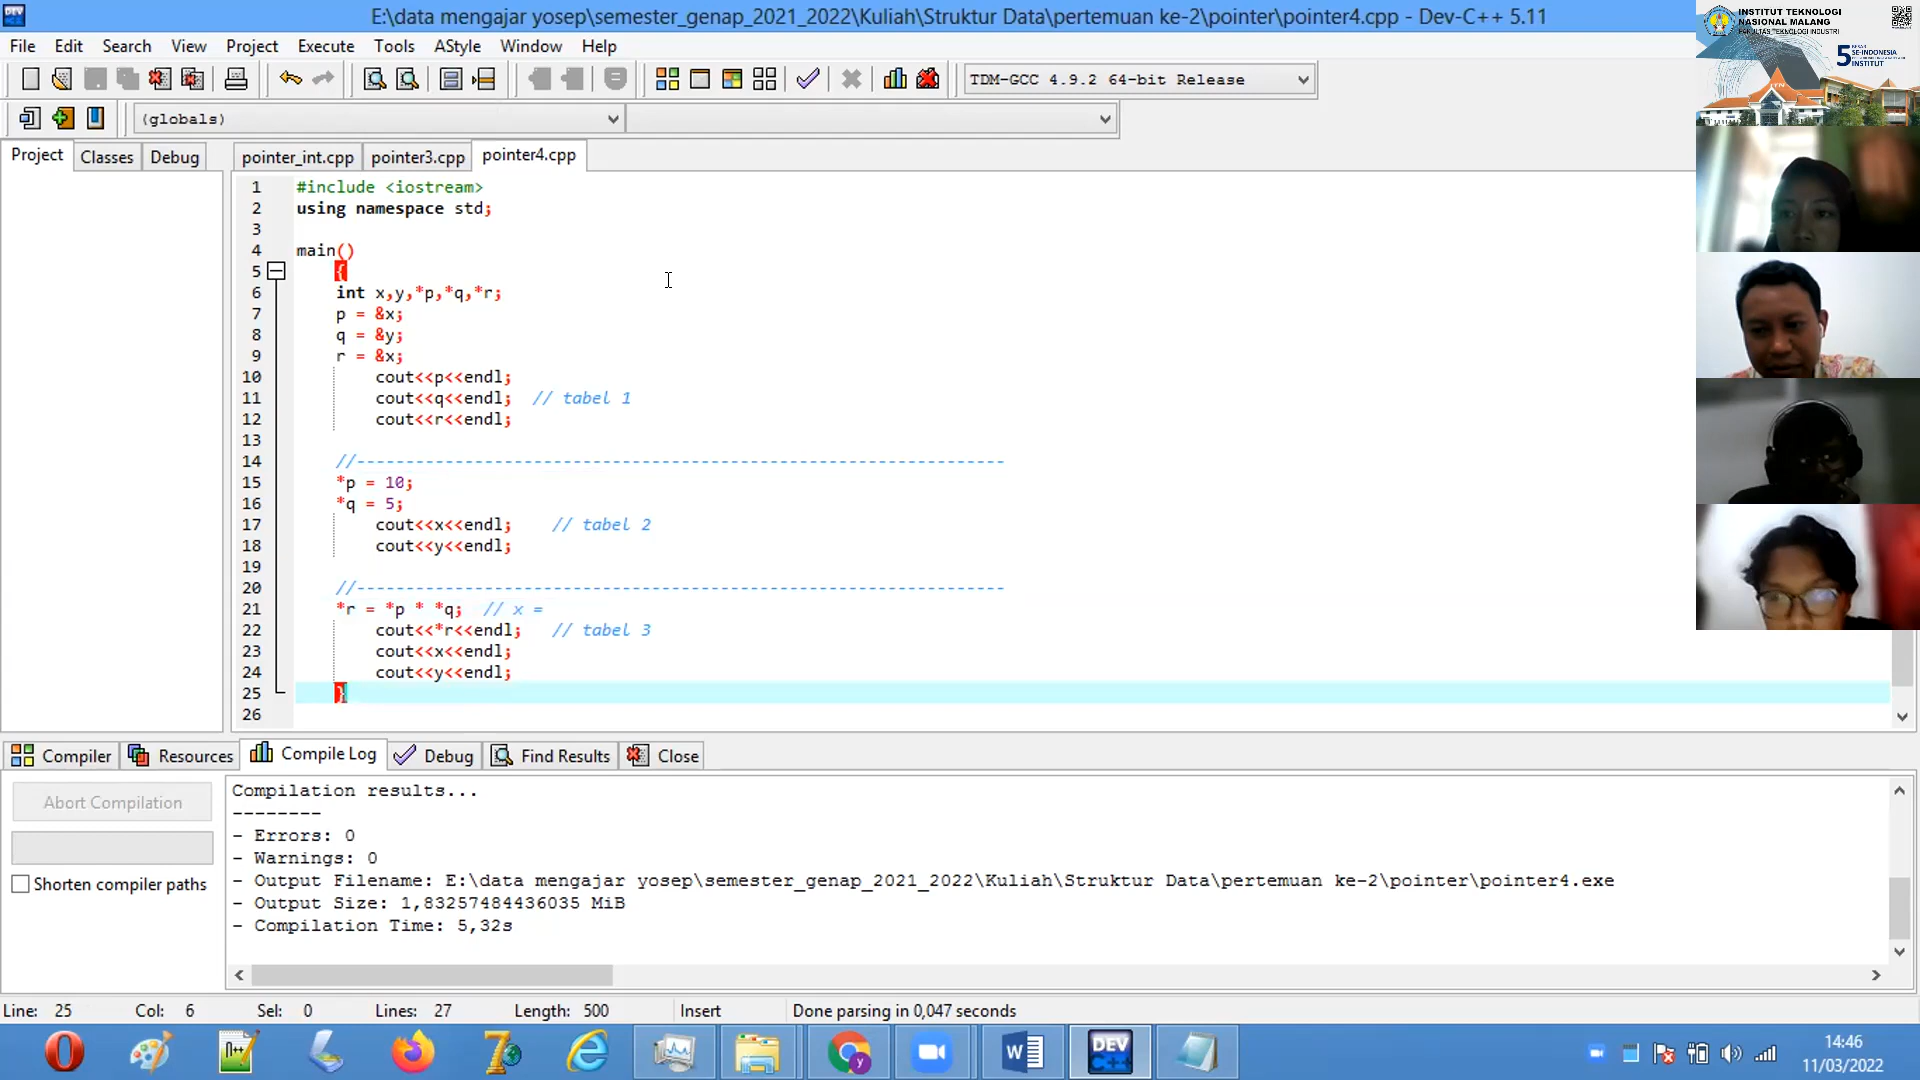 E:\data mengajar yosep\semester_genap_2021_2022\Kuliah\Struktur Data\pertemuan ke-2\pointer\pointer4.cpp - Dev-C++ 5.11
File Edit Search View Project Execute Tools AStyle Window Help
TDM-GCC 4.9.2 64-bit Release
(globals)
Project Classes Debug
pointer_int.cpp pointer3.cpp pointer4.cpp
1 #include <iostream>
2 using namespace std;
3
4 main()
5 {
6 int x,y,*p,*q,*r;
7 p = &x;
8 q = &y;
9 r = &x;
10 cout<<p<<endl;
11 cout<<q<<endl; // tabel 1
12 cout<<r<<endl;
13
14 //------------------------------------------------------------------
15 *p = 10;
16 *q = 5;
17 cout<<x<<endl; // tabel 2
18 cout<<y<<endl;
19
20 //------------------------------------------------------------------
21 *r = *p * *q; // x =
22 cout<<*r<<endl; // tabel 3
23 cout<<x<<endl;
24 cout<<y<<endl;
25 }
26
Compiler Resources Compile Log Debug Find Results Close
Abort Compilation
Shorten compiler paths
Compilation results...
--------
- Errors: 0
- Warnings: 0
- Output Filename: E:\data mengajar yosep\semester_genap_2021_2022\Kuliah\Struktur Data\pertemuan ke-2\pointer\pointer4.exe
- Output Size: 1,83257484436035 MiB
- Compilation Time: 5,32s
Line: 25 Col: 6 Sel: 0 Lines: 27 Length: 500 Insert Done parsing in 0,047 seconds
14:46
11/03/2022
INSTITUT TEKNOLOGI
NASIONAL MALANG
FAKULTAS TEKNOLOGI INDUSTRI
5
SE-INDONESIA
INSTITUT
DEV
C++